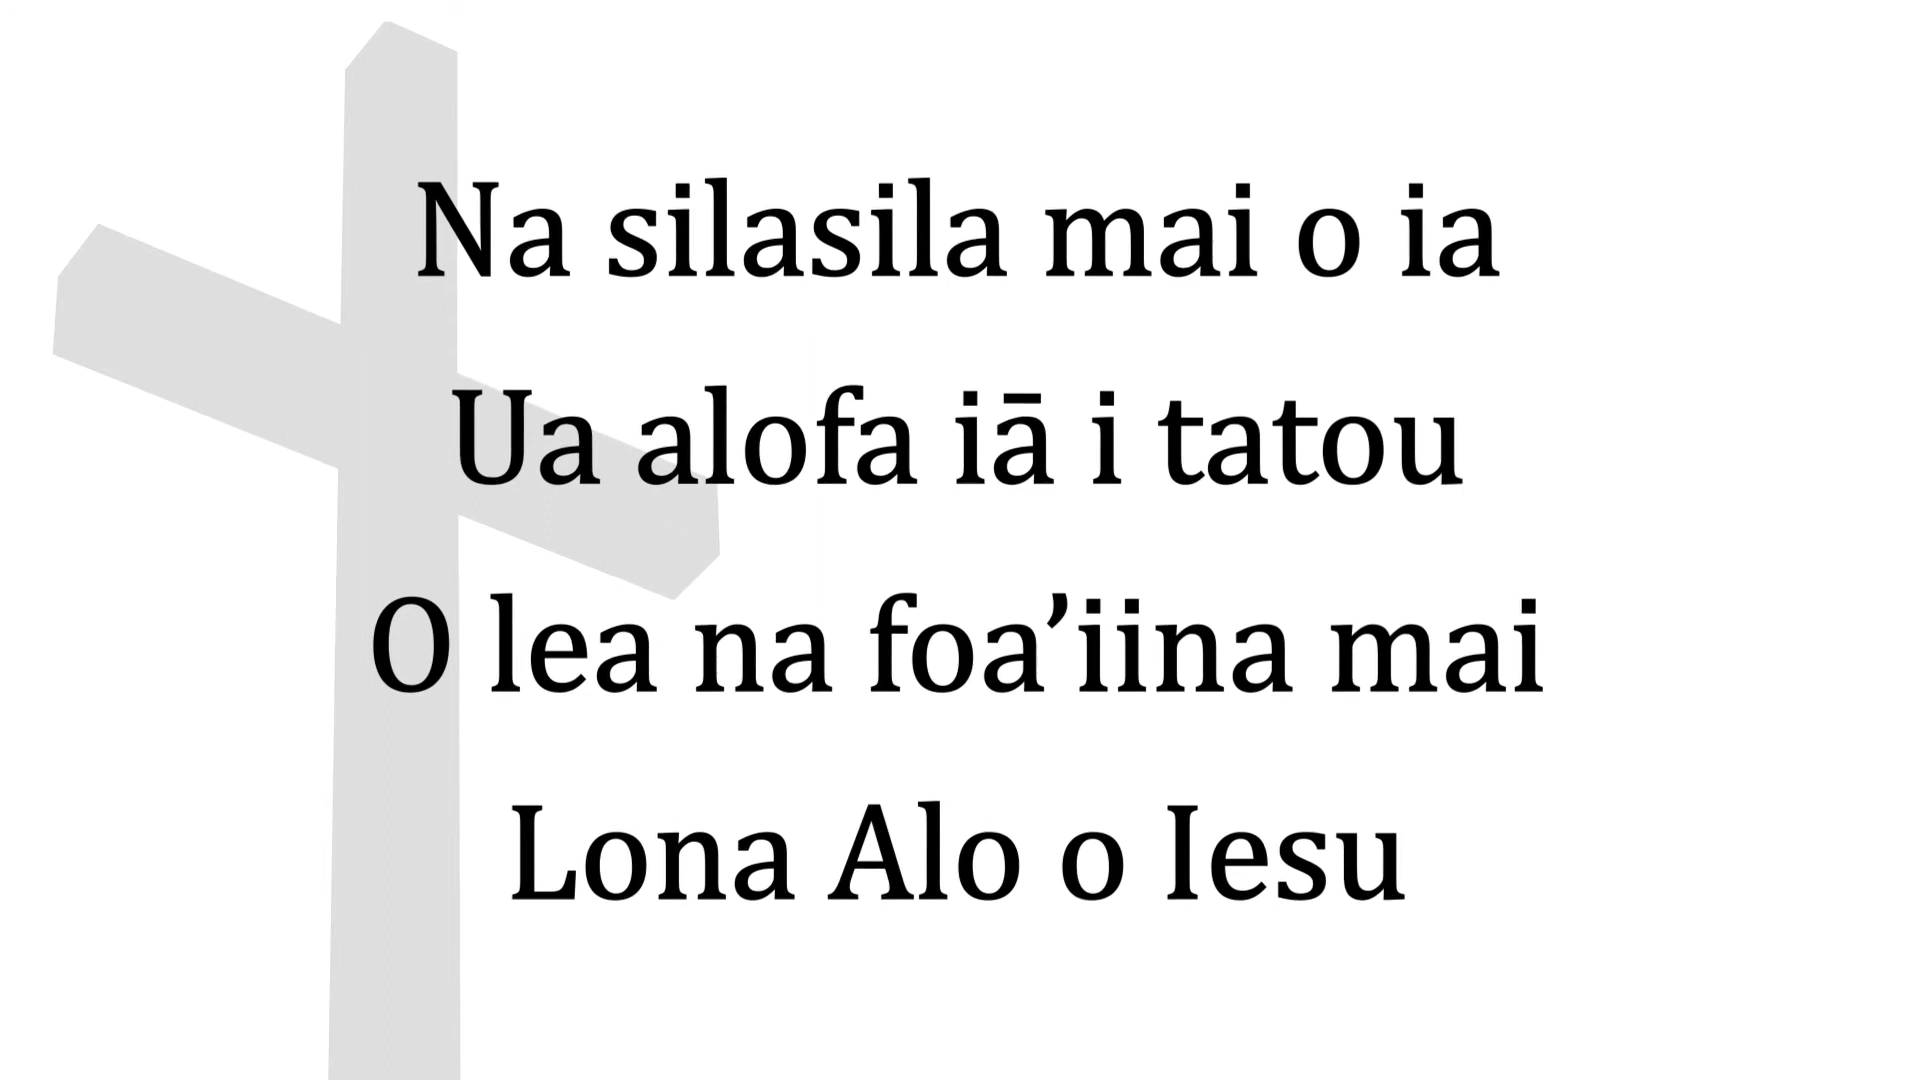 Na silasila mai o ia
Ua alofa iā i tatou
O lea na foa’iina mai
Lona Alo o Iesu